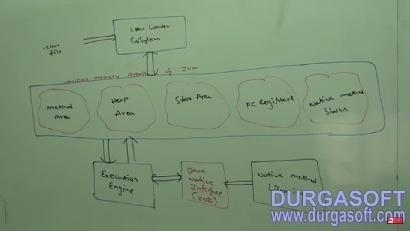 .class
file
Class Loader
SubSystem
Various Memory Areas of JVM
Method
Area
Heap
Area
Stack Area
PC Registers
Native method
Stacks
Execution
Engine
Java
Native
Interface
(JNI)
Native method
DURGASOFT
www.durgasoft.com